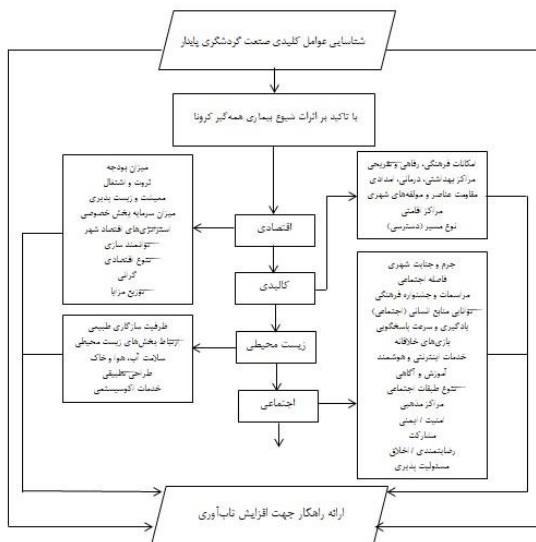 شناسایی عوامل کلیدی صنعت گردشگری پایدار
با تاکید بر اثرات شیوع بیماری همه‌گیر کرونا
میزان بودجه
ثروت و اشتغال
معیشت و زیست پذیری
میزان سرمایه بخش خصوصی
استراتژی‌های اقتصاد شهر
توانمند سازی
تنوع اقتصادی
گرانی
توزیع مزایا
اقتصادی
امکانات فرهنگی، رفاهی و تفریحی
مراکز بهداشتی، درمانی، امدادی
مقاومت عناصر و مولفه‌های شهری
مراکز اقامتی
نوع مسیر (دسترسی)
کالبدی
ظرفیت سازگاری طبیعی
ارتباط بخش‌های زیست محیطی
سلامت آب، هوا و خاک
طراحی تطبیقی
خدمات اکوسیستمی
زیست محیطی
جرم و جنایت شهری
فاصله اجتماعی
مراسمات و جشنواره فرهنگی
توانایی منابع انسانی (اجتماعی)
یادگیری و سرعت پاسخگویی
بازی‌های خلاقانه
خدمات اینترنتی و هوشمند
آموزش و آگاهی
تنوع طبقات اجتماعی
مراکز مذهبی
امنیت / ایمنی
مشارکت
رضایتمندی / اخلاق
مسئولیت پذیری
اجتماعی
ارائه راهکار جهت افزایش تاب‌آوری